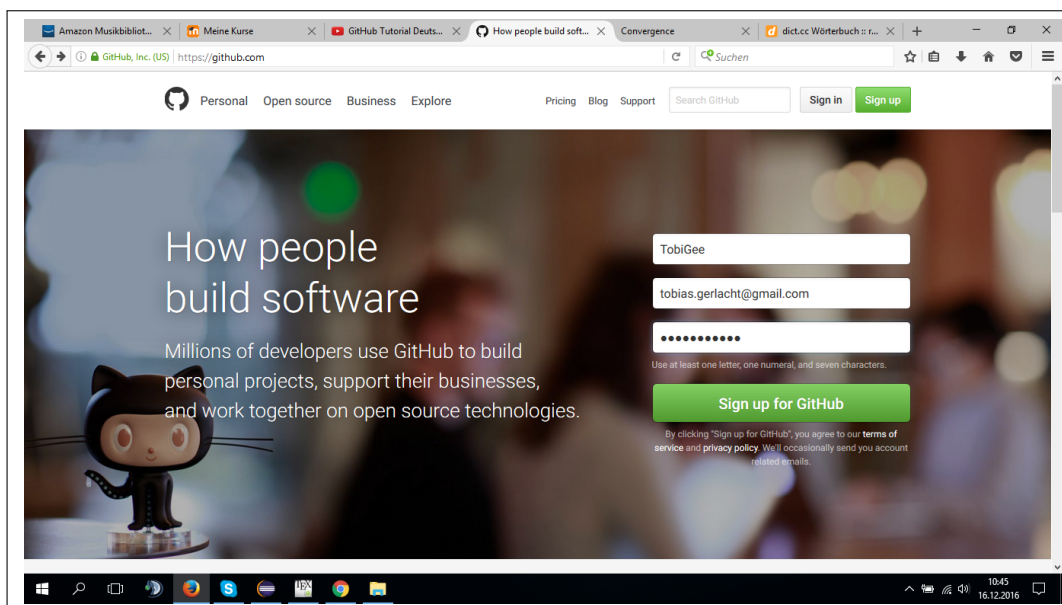 Amazon Musikbibliot...
Meine Kurse
GitHub Tutorial Deuts...
How people build soft...
Convergence
dict.cc Wörterbuch :: r...
GitHub, Inc. (US)
https://github.com
Suchen
Personal
Open source
Business
Explore
Pricing
Blog
Support
Search GitHub
Sign in
Sign up
How people
build software
Millions of developers use GitHub to build
personal projects, support their businesses,
and work together on open source technologies.
TobiGee
tobias.gerlacht@gmail.com
Use at least one letter, one numeral, and seven characters.
Sign up for GitHub
By clicking "Sign up for GitHub", you agree to our terms of
service and privacy policy. We'll occasionally send you account
related emails.
10:45
16.12.2016